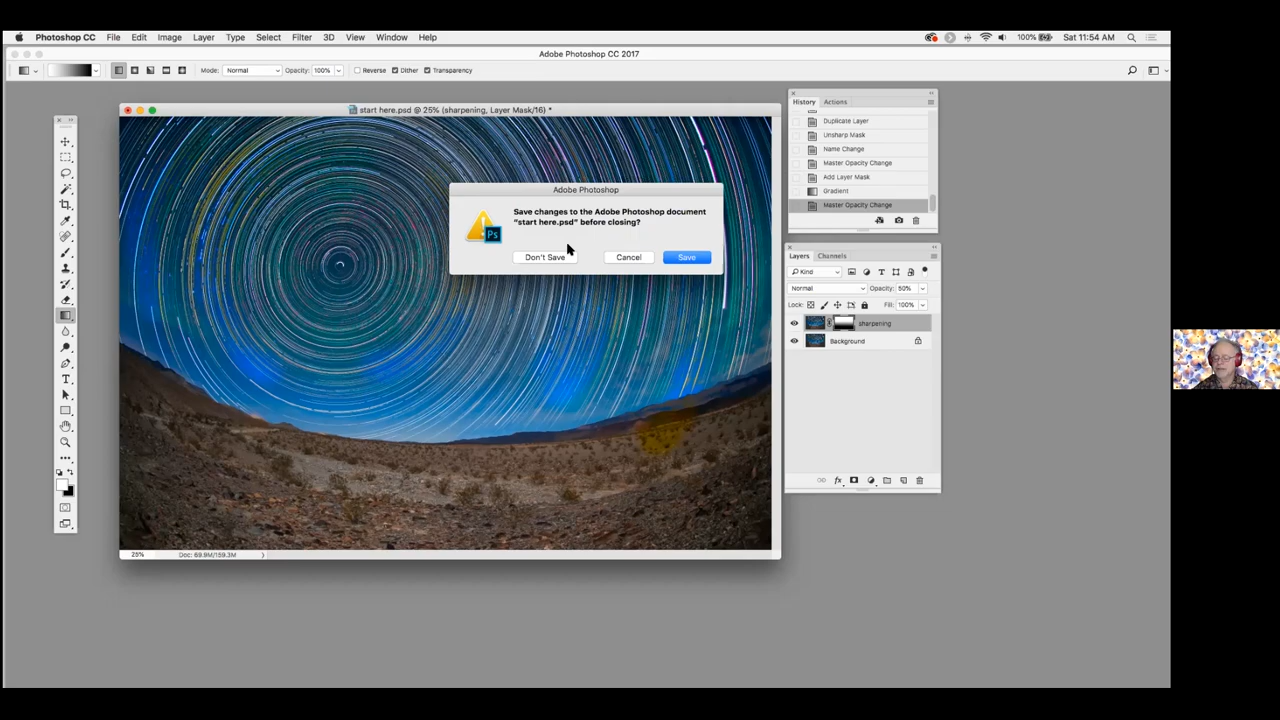 Photoshop CC File Edit Image Layer Type Select Filter 3D View Window Help 100% Sat 11:54 AM
Adobe Photoshop CC 2017
Mode: Normal Opacity: 100% Reverse Dither Transparency
start here.psd @ 25% (sharpening, Layer Mask/16) *
History Actions
Duplicate Layer
Unsharp Mask
Name Change
Master Opacity Change
Add Layer Mask
Gradient
Master Opacity Change
Adobe Photoshop
Save changes to the Adobe Photoshop document
“start here.psd” before closing?
Ps
Don't Save Cancel Save
Layers Channels
Kind
Normal Opacity: 50%
Lock: Fill: 100%
sharpening
Background
fx
25% Doc: 69.8M/159.3M